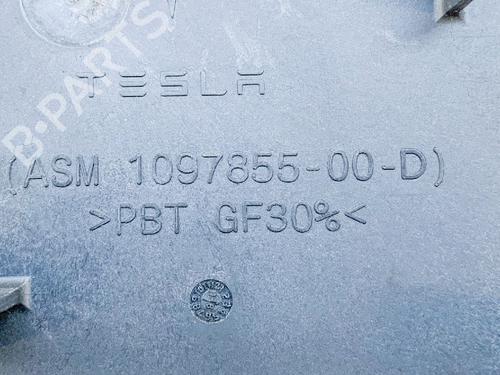 B-PARTS
TESLA
(ASM 1097855-00-D)
>PBT GF30%<